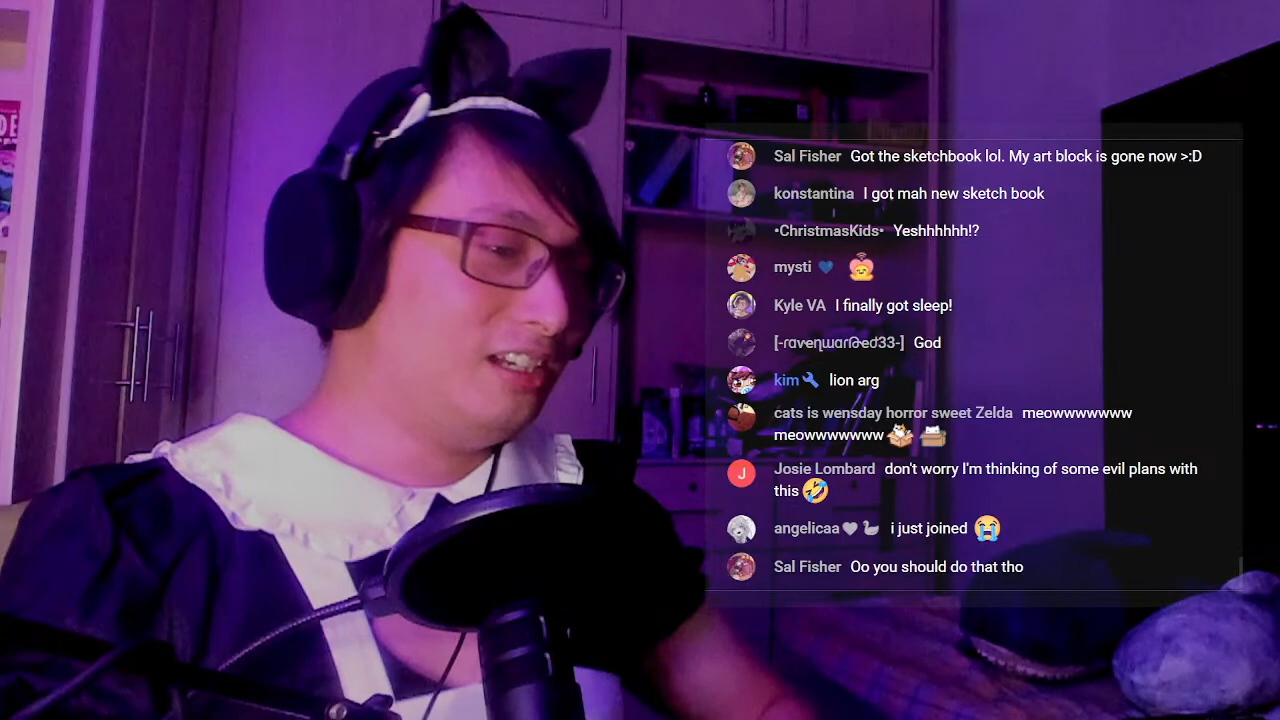 Sal Fisher Got the sketchbook lol. My art block is gone now >:D
konstantina I got mah new sketch book
•ChristmasKids• Yeshhhhhh!?
mysti 💙
Kyle VA I finally got sleep!
God
kim🔧 lion arg
cats is wensday horror sweet Zelda meowwwwwww
meowwwwwww
J Josie Lombard don't worry I'm thinking of some evil plans with
this 🤣
angelicaa🤍🦢 i just joined 😭
Sal Fisher Oo you should do that tho